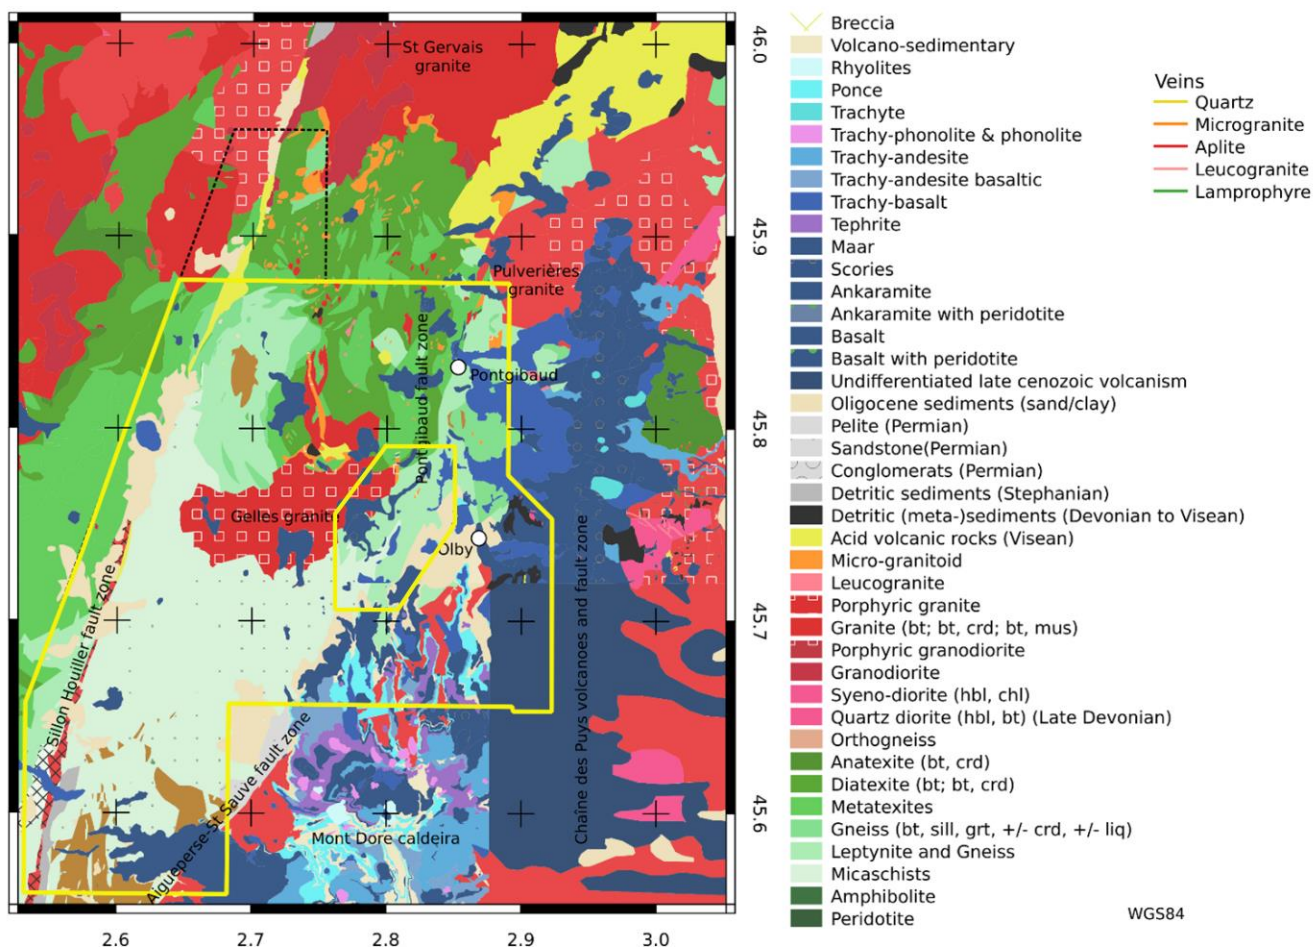 St Gervais
granite
Pulverières
granite
Pontgibaud fault zone
Pontgibaud
Gelles granite
Olby
Sillon Houiller fault zone
Chaîne des Puys volcanoes and fault zone
Aigueperse-St Sauve fault zone
Mont Dore caldeira
46.0
45.9
45.8
45.7
45.6
2.6 2.7 2.8 2.9 3.0
Breccia
Volcano-sedimentary
Rhyolites
Ponce
Trachyte
Trachy-phonolite & phonolite
Trachy-andesite
Trachy-andesite basaltic
Trachy-basalt
Tephrite
Maar
Scories
Ankaramite
Ankaramite with peridotite
Basalt
Basalt with peridotite
Undifferentiated late cenozoic volcanism
Oligocene sediments (sand/clay)
Pelite (Permian)
Sandstone(Permian)
Conglomerats (Permian)
Detritic sediments (Stephanian)
Detritic (meta-)sediments (Devonian to Visean)
Acid volcanic rocks (Visean)
Micro-granitoid
Leucogranite
Porphyric granite
Granite (bt; bt, crd; bt, mus)
Porphyric granodiorite
Granodiorite
Syeno-diorite (hbl, chl)
Quartz diorite (hbl, bt) (Late Devonian)
Orthogneiss
Anatexite (bt, crd)
Diatexite (bt; bt, crd)
Metatexites
Gneiss (bt, sill, grt, +/- crd, +/- liq)
Leptynite and Gneiss
Micaschists
Amphibolite
Peridotite
Veins
Quartz
Microgranite
Aplite
Leucogranite
Lamprophyre
WGS84